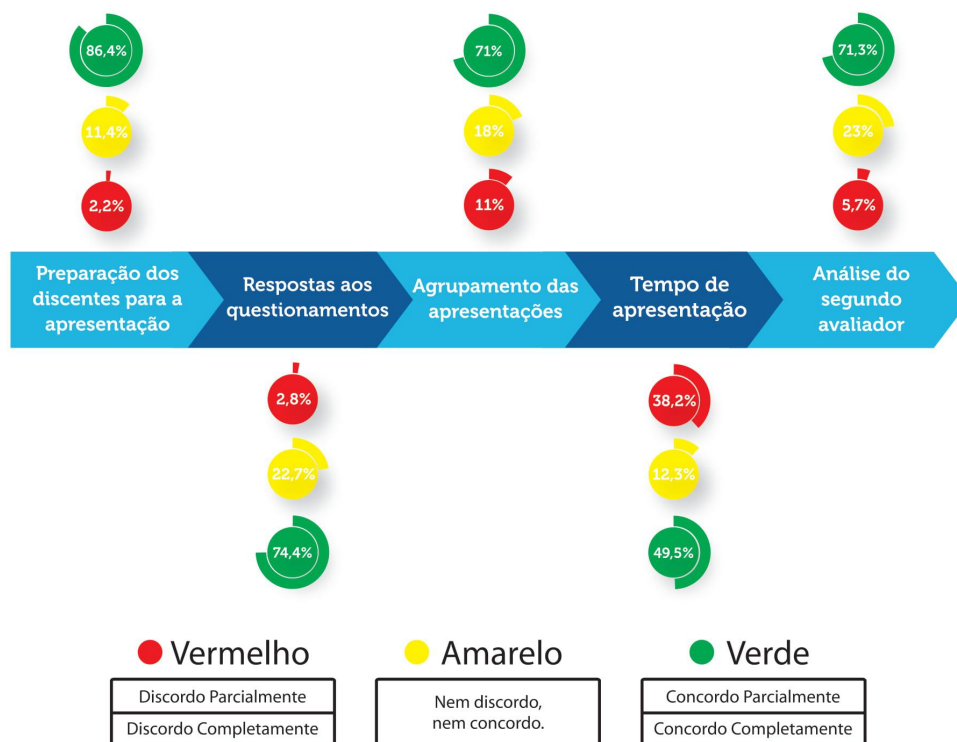 86,4%
71%
71,3%
11,4%
18%
23%
2,2%
11%
5,7%
Preparação dos
discentes para a
apresentação
Respostas aos
questionamentos
Agrupamento das
apresentações
Tempo de
apresentação
Análise do
segundo
avaliador
2,8%
38,2%
22,7%
12,3%
74,4%
49,5%
Vermelho
Discordo Parcialmente
Discordo Completamente
Amarelo
Nem discordo,
nem concordo.
Verde
Concordo Parcialmente
Concordo Completamente